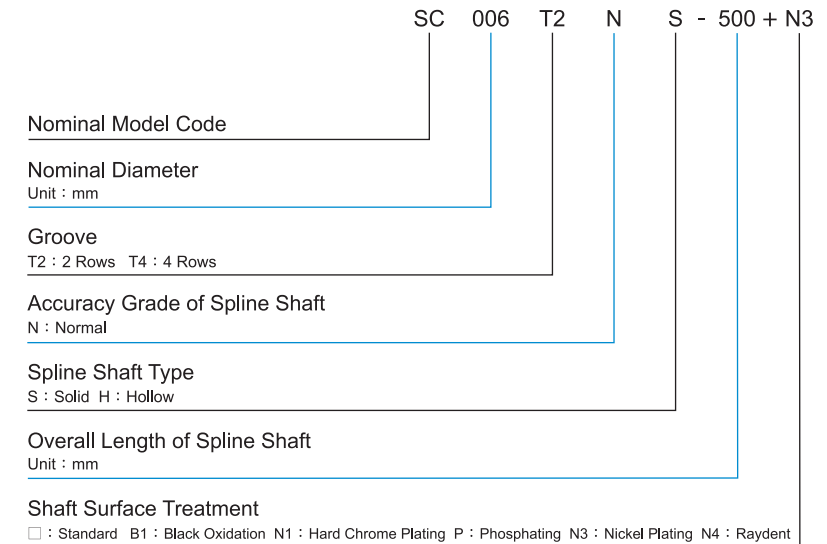 SC 006 T2 N S - 500 + N3
Nominal Model Code
Nominal Diameter
Unit：mm
Groove
T2：2 Rows T4：4 Rows
Accuracy Grade of Spline Shaft
N：Normal
Spline Shaft Type
S：Solid H：Hollow
Overall Length of Spline Shaft
Unit：mm
Shaft Surface Treatment
□：Standard B1：Black Oxidation N1：Hard Chrome Plating P：Phosphating N3：Nickel Plating N4：Raydent